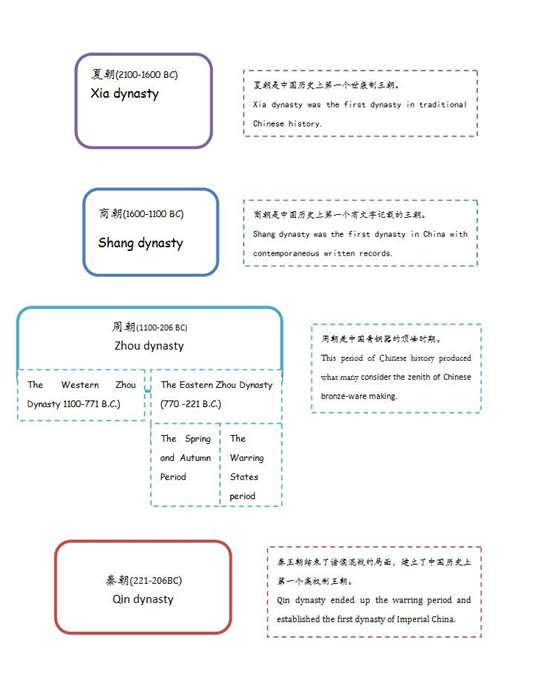 夏朝(2100-1600 BC)
Xia dynasty
夏朝是中国历史上第一个世袭制王朝。
Xia dynasty was the first dynasty in traditional
Chinese history.
商朝(1600-1100 BC)
Shang dynasty
商朝是中国历史上第一个有文字记载的王朝。
Shang dynasty was the first dynasty in China with
contemporaneous written records.
周朝(1100-206 BC)
Zhou dynasty
The Western Zhou
Dynasty 1100-771 B.C.)
The Eastern Zhou Dynasty
(770 -221 B.C.)
The Spring
and Autumn
Period
The
Warring
States
period
周朝是中国青铜器的顶峰时期。
This period of Chinese history produced
what many consider the zenith of Chinese
bronze-ware making.
秦朝(221-206BC)
Qin dynasty
秦王朝结束了诸侯混战的局面，建立了中国历史上
第一个集权制王朝。
Qin dynasty ended up the warring period and
established the first dynasty of Imperial China.